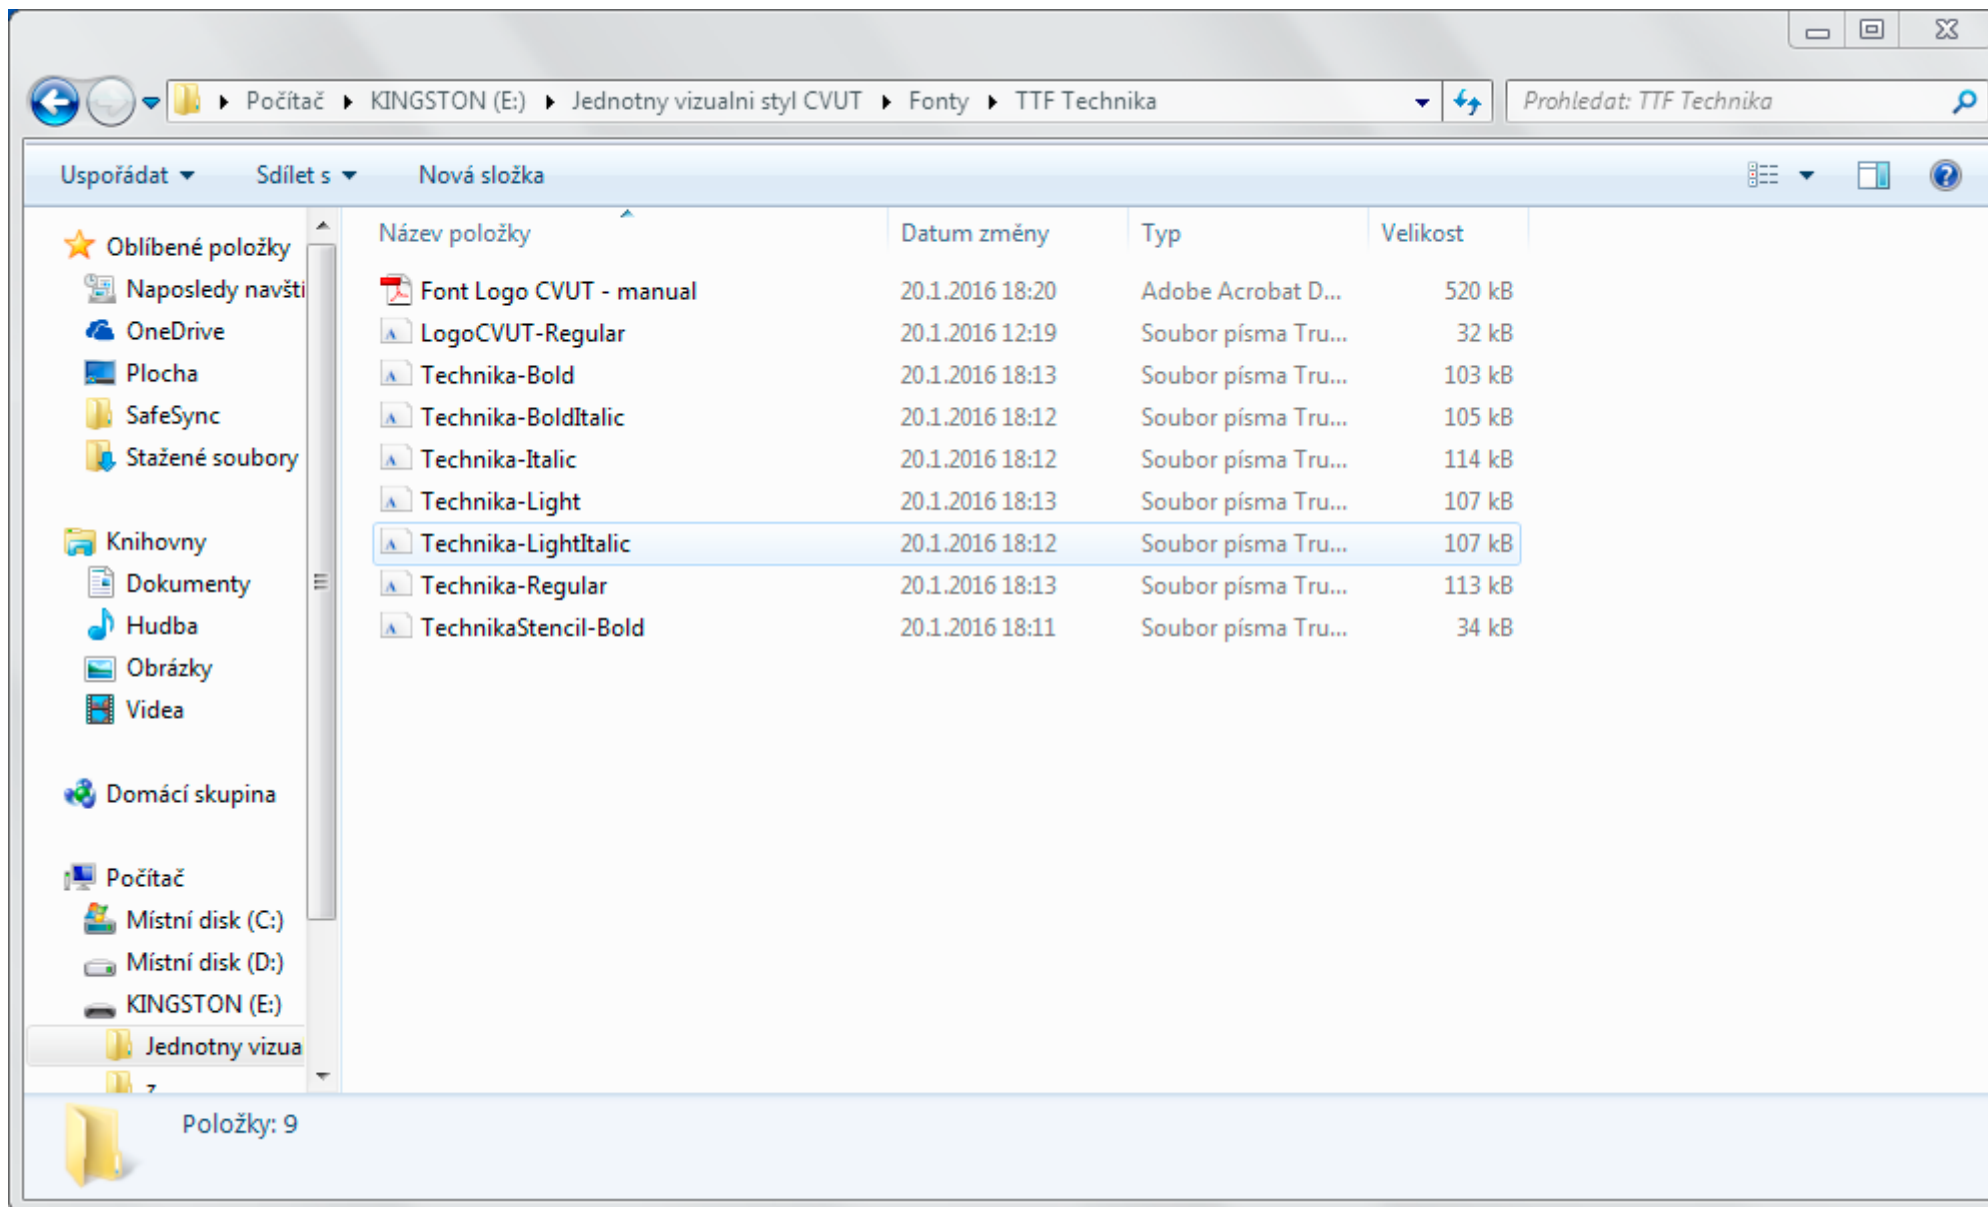 Počítač KINGSTON (E:) Jednotny vizualni styl CVUT Fonty TTF Technika Prohledat: TTF Technika
Uspořádat Sdílet s Nová složka
Oblíbené položky
Naposledy navšti
OneDrive
Plocha
SafeSync
Stažené soubory
Knihovny
Dokumenty
Hudba
Obrázky
Videa
Domácí skupina
Počítač
Místní disk (C:)
Místní disk (D:)
KINGSTON (E:)
Jednotny vizua
z
Název položky Datum změny Typ Velikost
Font Logo CVUT - manual 20.1.2016 18:20 Adobe Acrobat D... 520 kB
LogoCVUT-Regular 20.1.2016 12:19 Soubor písma Tru... 32 kB
Technika-Bold 20.1.2016 18:13 Soubor písma Tru... 103 kB
Technika-BoldItalic 20.1.2016 18:12 Soubor písma Tru... 105 kB
Technika-Italic 20.1.2016 18:12 Soubor písma Tru... 114 kB
Technika-Light 20.1.2016 18:13 Soubor písma Tru... 107 kB
Technika-LightItalic 20.1.2016 18:12 Soubor písma Tru... 107 kB
Technika-Regular 20.1.2016 18:13 Soubor písma Tru... 113 kB
TechnikaStencil-Bold 20.1.2016 18:11 Soubor písma Tru... 34 kB
Položky: 9